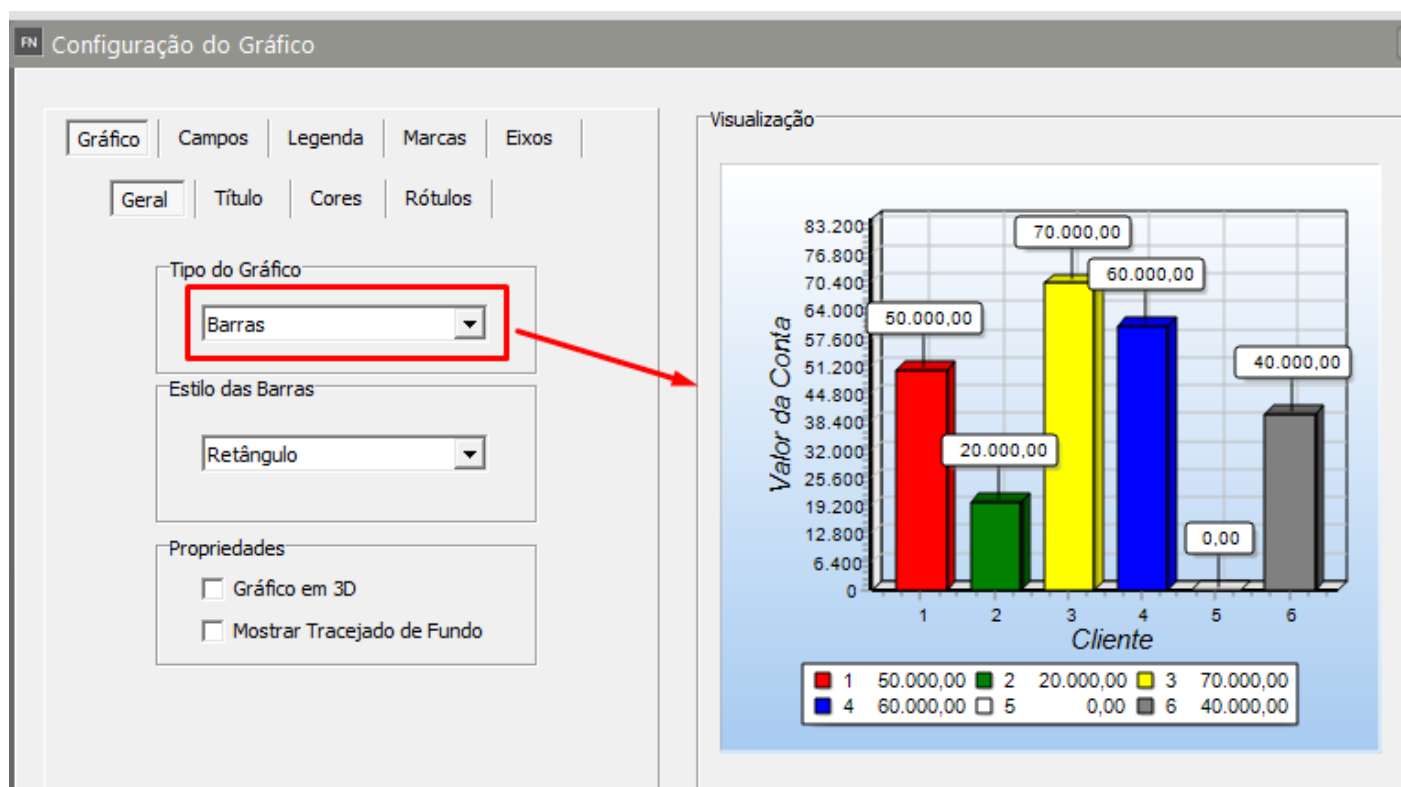 FN Configuração do Gráfico
Gráfico Campos Legenda Marcas Eixos
Geral Título Cores Rótulos
Tipo do Gráfico
Barras
Estilo das Barras
Retângulo
Propriedades
Gráfico em 3D
Mostrar Tracejado de Fundo
Visualização
83.200
76.800
70.400
64.000
57.600
51.200
44.800
38.400
32.000
25.600
19.200
12.800
6.400
0
Valor da Conta
50.000,00
20.000,00
70.000,00
60.000,00
0,00
40.000,00
1 2 3 4 5 6
Cliente
1 50.000,00 2 20.000,00 3 70.000,00
4 60.000,00 5 0,00 6 40.000,00